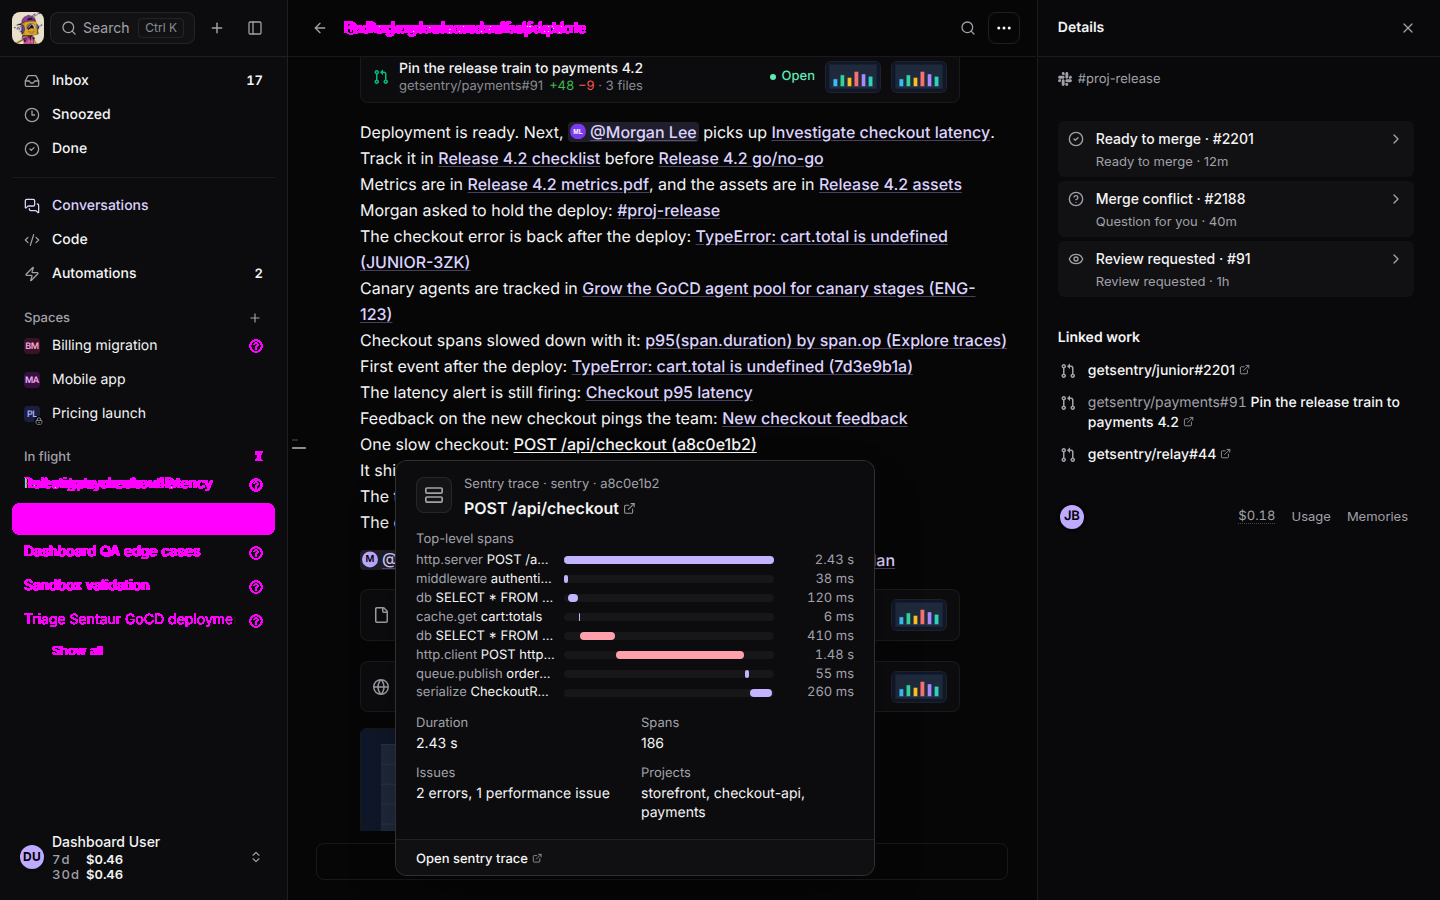 Search Ctrl K
Inbox 17
Snoozed
Done
Conversations
Code
Automations 2
Spaces
BM Billing migration
MA Mobile app
PL Pricing launch
In flight
Dashboard QA edge cases
Sandbox validation
Triage Sentaur GoCD deployme
Show all
DU Dashboard User
7d $0.46
30d $0.46
Pin the release train to payments 4.2
getsentry/payments#91 +48 −9 · 3 files
Open
Deployment is ready. Next, ML @Morgan Lee picks up Investigate checkout latency.
Track it in Release 4.2 checklist before Release 4.2 go/no-go
Metrics are in Release 4.2 metrics.pdf, and the assets are in Release 4.2 assets
Morgan asked to hold the deploy: #proj-release
The checkout error is back after the deploy: TypeError: cart.total is undefined
(JUNIOR-3ZK)
Canary agents are tracked in Grow the GoCD agent pool for canary stages (ENG-
123)
Checkout spans slowed down with it: p95(span.duration) by span.op (Explore traces)
First event after the deploy: TypeError: cart.total is undefined (7d3e9b1a)
The latency alert is still firing: Checkout p95 latency
Feedback on the new checkout pings the team: New checkout feedback
One slow checkout: POST /api/checkout (a8c0e1b2)
It shi
The
The
M @
Sentry trace · sentry · a8c0e1b2
POST /api/checkout
Top-level spans
http.server POST /a... 2.43 s
middleware authenti... 38 ms
db SELECT * FROM ... 120 ms
cache.get cart:totals 6 ms
db SELECT * FROM ... 410 ms
http.client POST http... 1.48 s
queue.publish order... 55 ms
serialize CheckoutR... 260 ms
Duration Spans
2.43 s 186
Issues Projects
2 errors, 1 performance issue storefront, checkout-api,
payments
Open sentry trace
Details
#proj-release
Ready to merge · #2201
Ready to merge · 12m
Merge conflict · #2188
Question for you · 40m
Review requested · #91
Review requested · 1h
Linked work
getsentry/junior#2201
getsentry/payments#91 Pin the release train to
payments 4.2
getsentry/relay#44
JB $0.18 Usage Memories